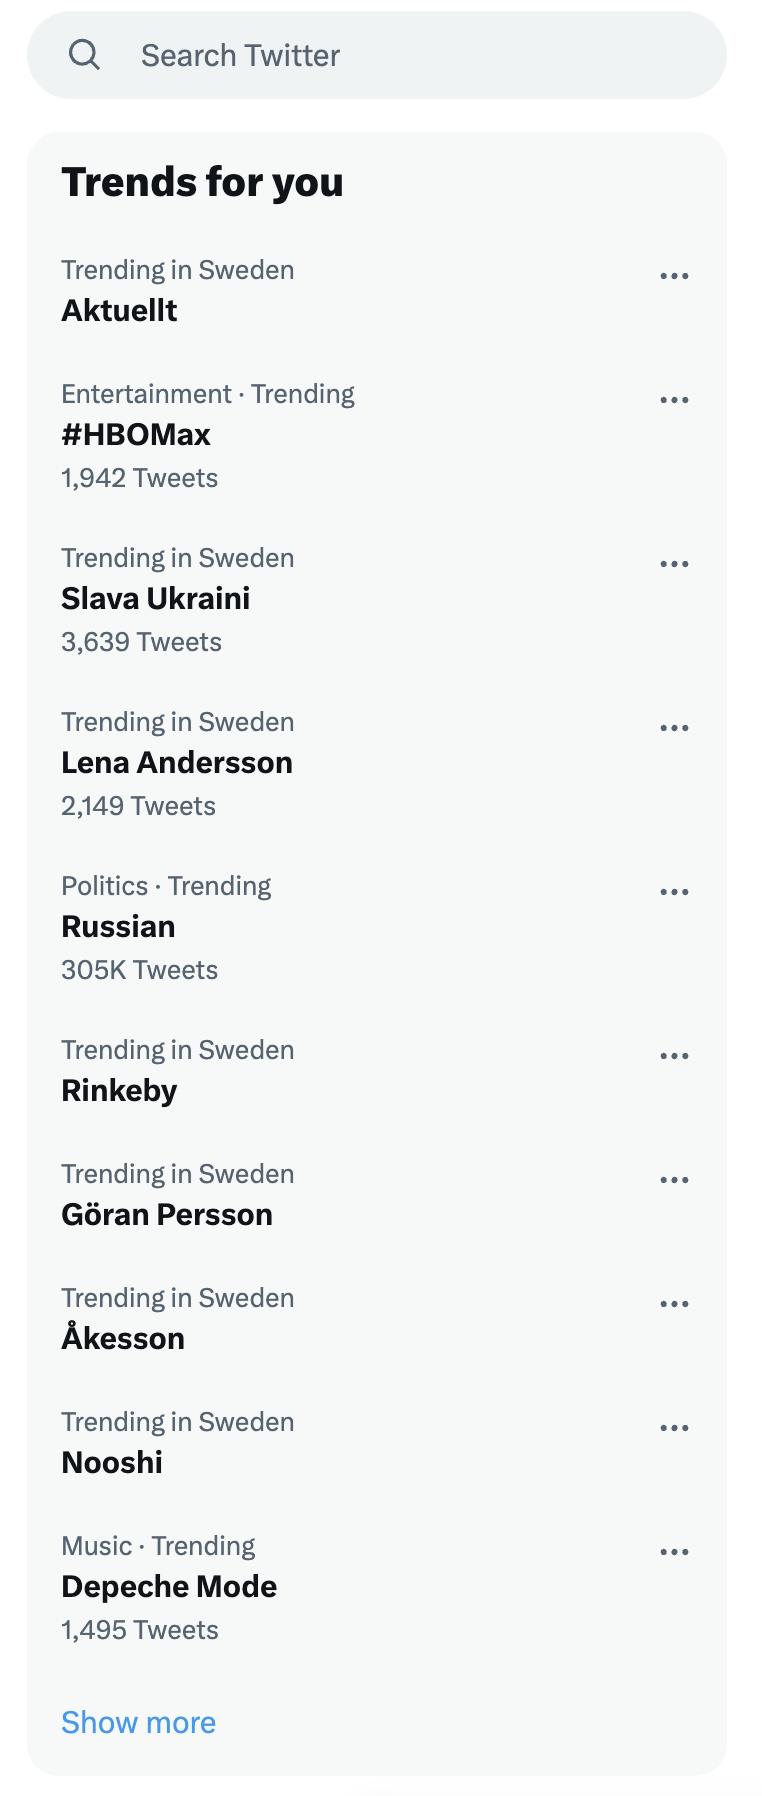 Search Twitter
Trends for you
Trending in Sweden
Aktuellt
Entertainment · Trending
#HBOMax
1,942 Tweets
Trending in Sweden
Slava Ukraini
3,639 Tweets
Trending in Sweden
Lena Andersson
2,149 Tweets
Politics · Trending
Russian
305K Tweets
Trending in Sweden
Rinkeby
Trending in Sweden
Göran Persson
Trending in Sweden
Åkesson
Trending in Sweden
Nooshi
Music · Trending
Depeche Mode
1,495 Tweets
Show more